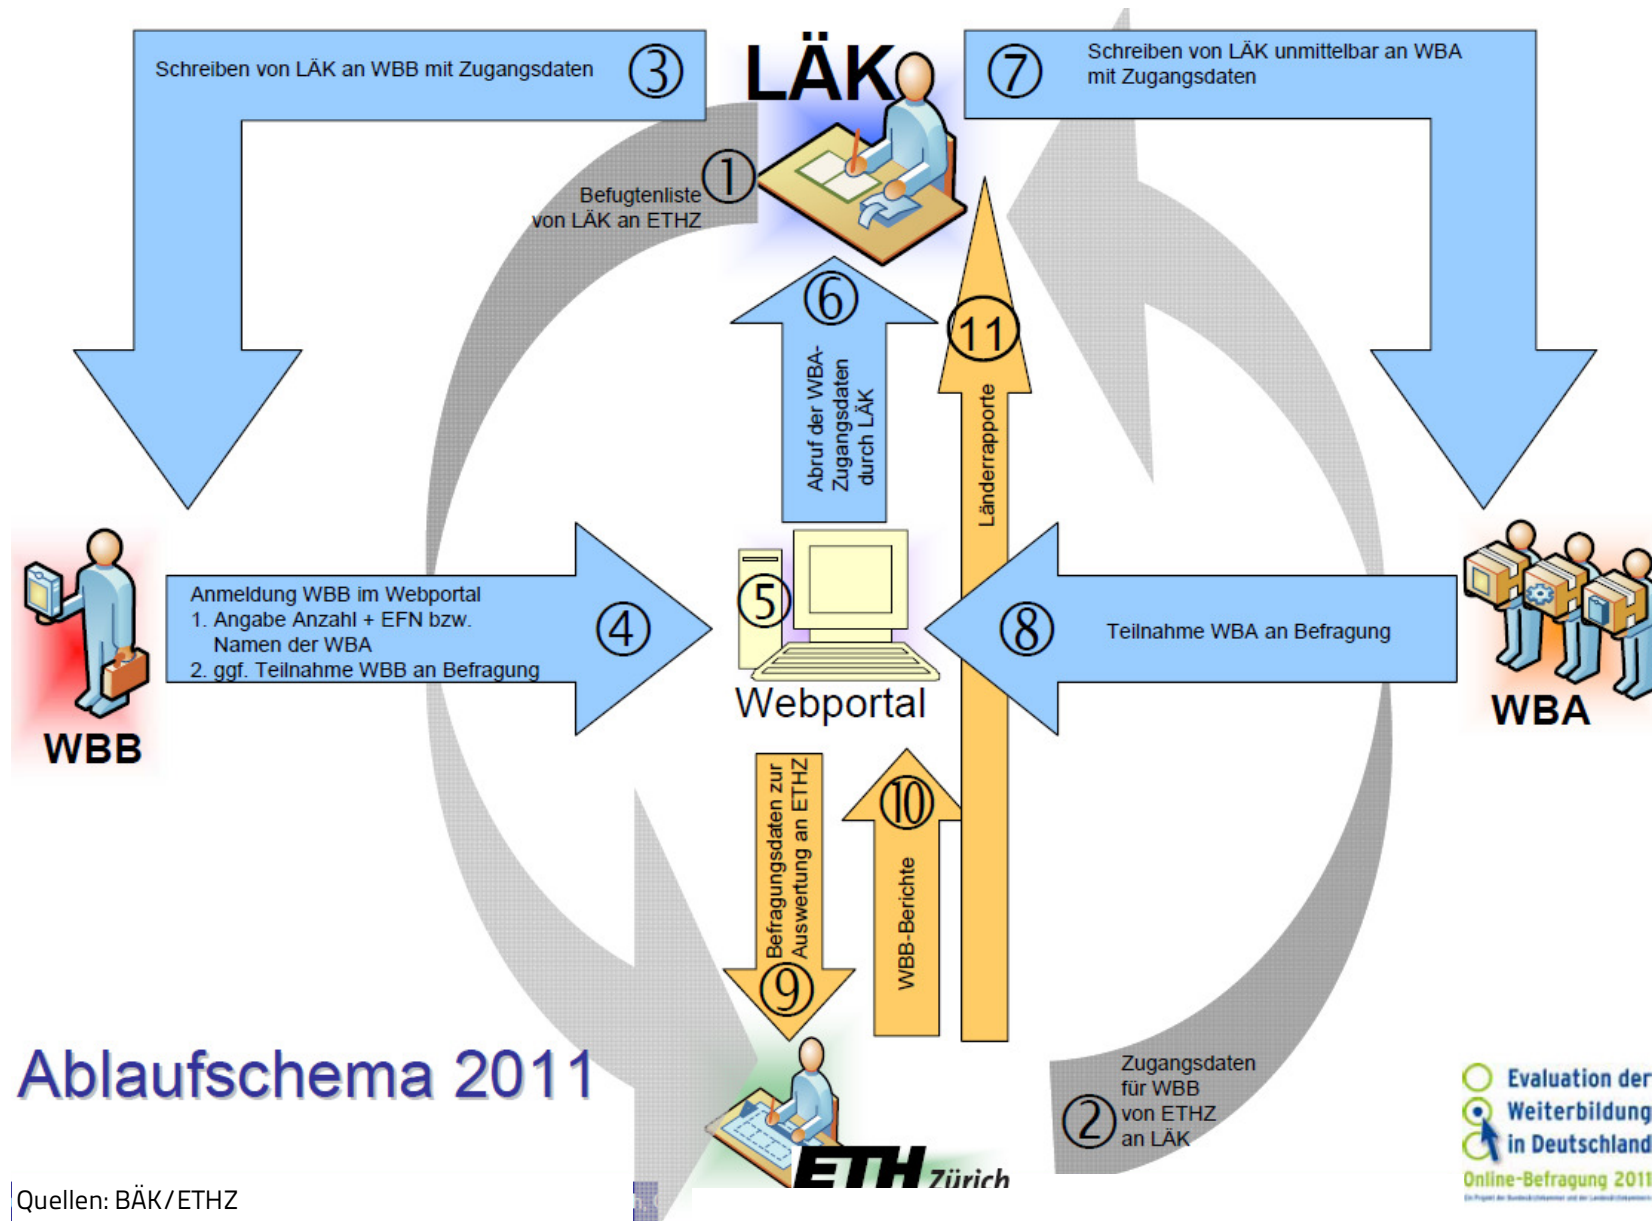 LÄK
Schreiben von LÄK an WBB mit Zugangsdaten
3
7
Schreiben von LÄK unmittelbar an WBA
mit Zugangsdaten
1
Befugtenliste
von LÄK an ETHZ
6
Abruf der WBA-
Zugangsdaten
durch LÄK
11
Länderrapporte
WBB
Anmeldung WBB im Webportal
1. Angabe Anzahl + EFN bzw.
Namen der WBA
2. ggf. Teilnahme WBB an Befragung
4
5
Webportal
8
Teilnahme WBA an Befragung
WBA
Befragungsdaten zur
Auswertung an ETHZ
9
10
WBB-Berichte
Ablaufschema 2011
2
Zugangsdaten
für WBB
von ETHZ
an LÄK
ETH Zürich
Evaluation der
Weiterbildung
in Deutschland
Online-Befragung 2011
Quellen: BÄK/ETHZ